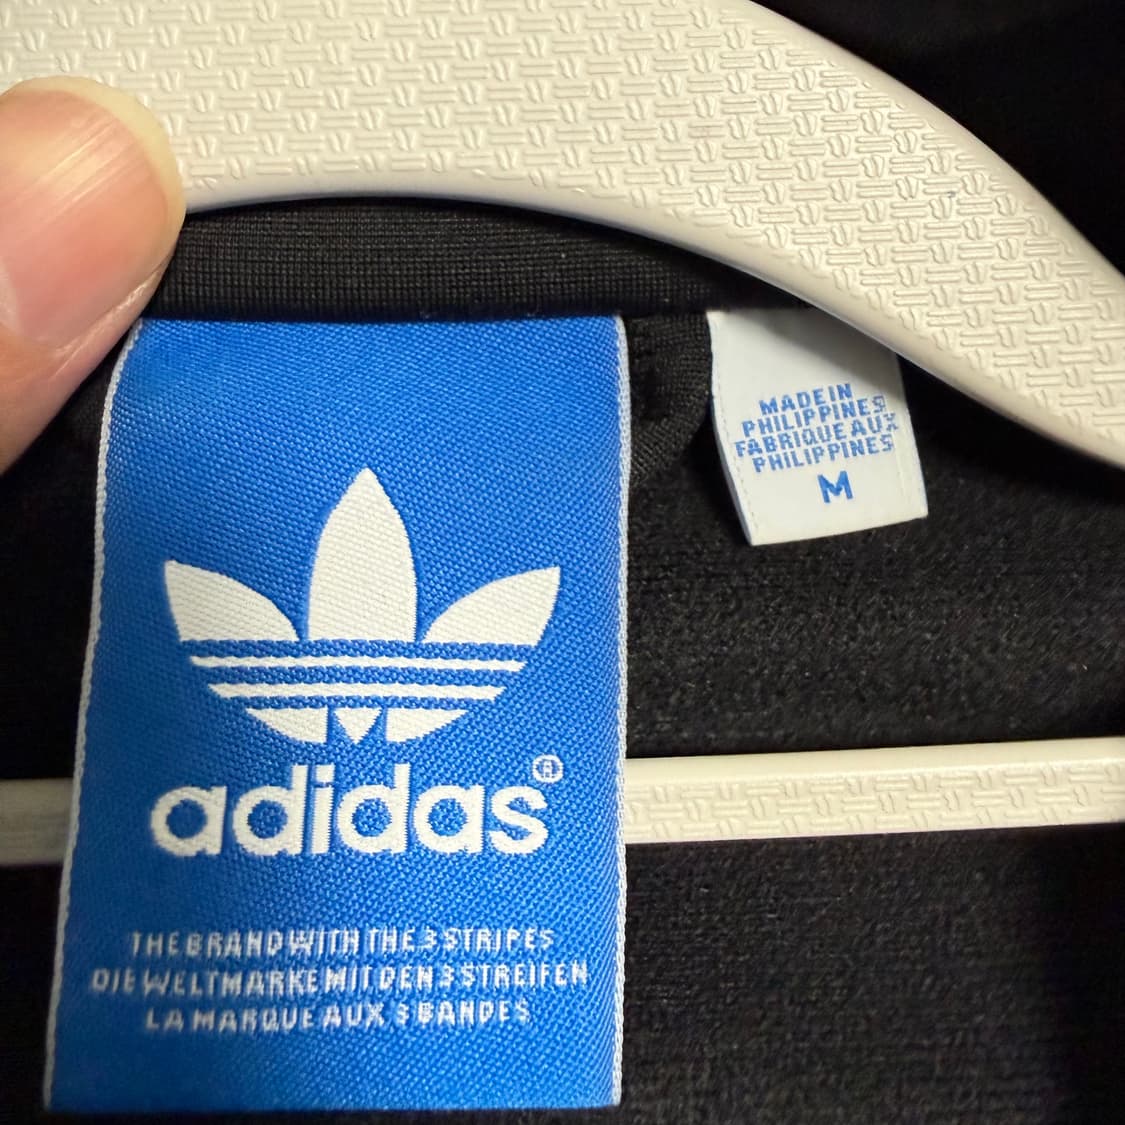 adidas®
THE BRAND WITH THE 3 STRIPES
DIE WELTMARKE MIT DEN 3 STREIFEN
LA MARQUE AUX 3 BANDES
MADE IN
PHILIPPINES
FABRIQUE AUX
PHILIPPINES
M